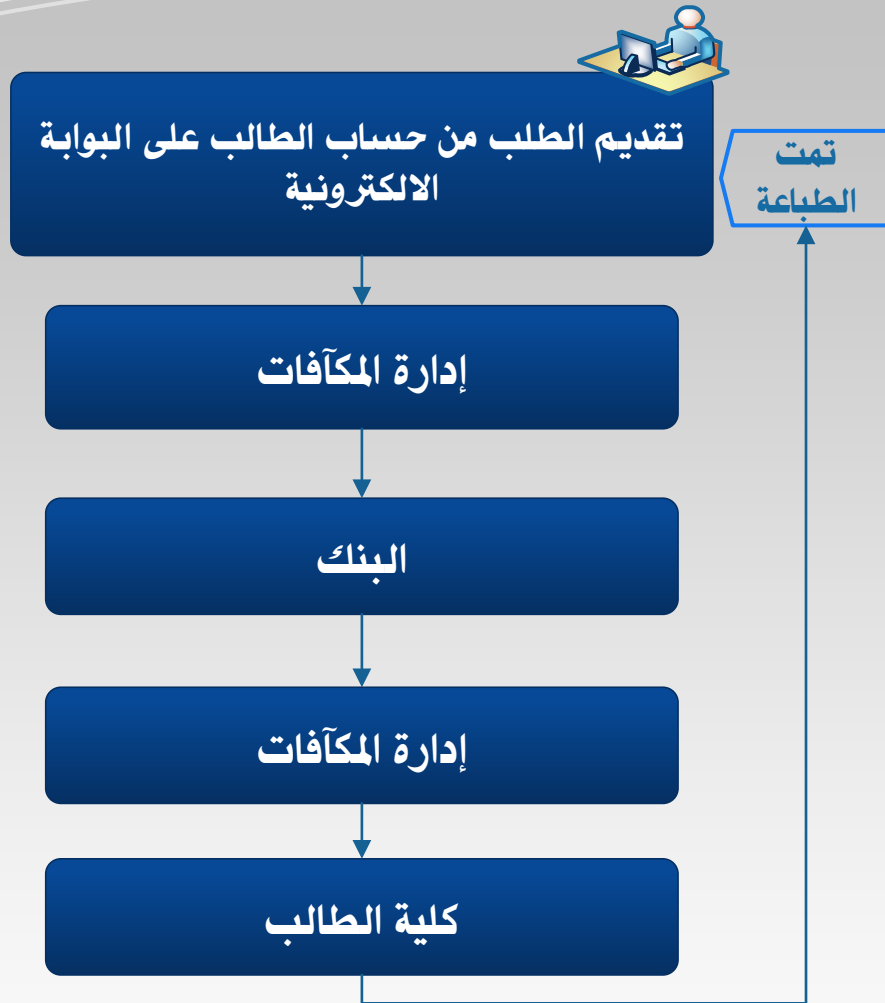 تقديم الطلب من حساب الطالب على البوابة
الالكترونية
تمت
الطباعة
إدارة المكآفات
البنك
إدارة المكآفات
كلية الطالب